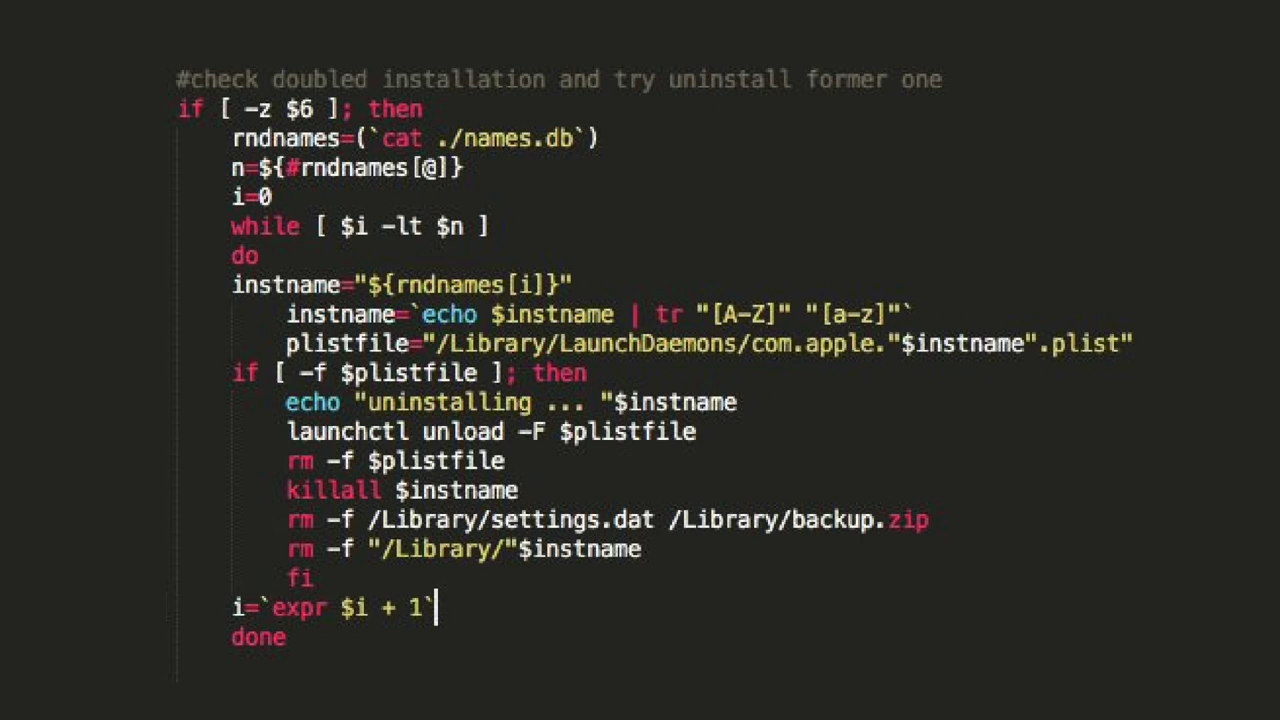 #check doubled installation and try uninstall former one
if [ -z $6 ]; then
rndnames=(`cat ./names.db`)
n=${#rndnames[@]}
i=0
while [ $i -lt $n ]
do
instname="${rndnames[i]}"
instname=`echo $instname | tr "[A-Z]" "[a-z]"`
plistfile="/Library/LaunchDaemons/com.apple."$instname".plist"
if [ -f $plistfile ]; then
echo "uninstalling ... "$instname
launchctl unload -F $plistfile
rm -f $plistfile
killall $instname
rm -f /Library/settings.dat /Library/backup.zip
rm -f "/Library/"$instname
fi
i=`expr $i + 1`
done